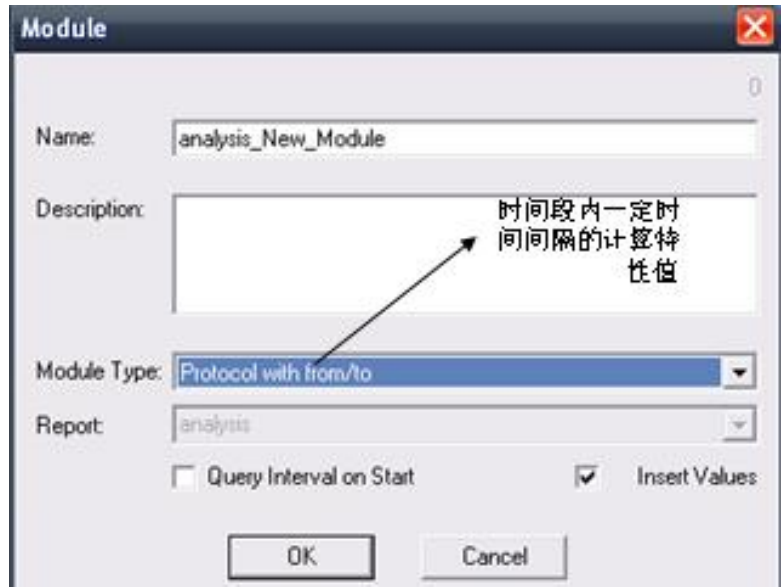 Module
0
Name: analysis_New_Module
Description:
时间段内一定时
间间隔的计算特
性值
Module Type: Protocol with from/to
Report: analysis
Query Interval on Start Insert Values
OK Cancel